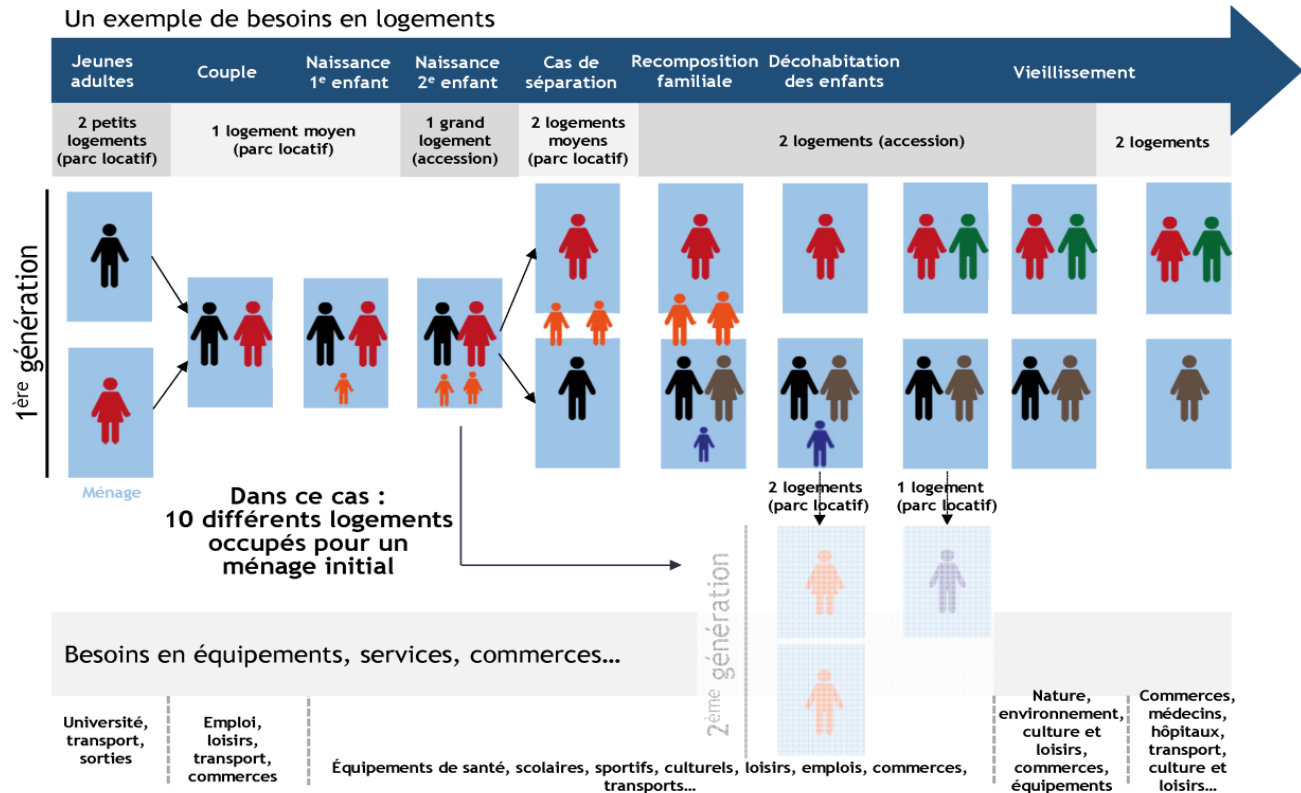 Un exemple de besoins en logements
Jeunes
adultes
Couple
Naissance
1e enfant
Naissance
2e enfant
Cas de
séparation
Recomposition
familiale
Décohabitation
des enfants
Vieillissement
2 petits
logements
(parc locatif)
1 logement moyen
(parc locatif)
1 grand
logement
(accession)
2 logements
moyens
(parc locatif)
2 logements (accession)
2 logements
1ère génération
Ménage
Dans ce cas :
10 différents logements
occupés pour un
ménage initial
2 logements
(parc locatif)
1 logement
(parc locatif)
2ème génération
Besoins en équipements, services, commerces…
Université,
transport,
sorties
Emploi,
loisirs,
transport,
commerces
Équipements de santé, scolaires, sportifs, culturels, loisirs, emplois, commerces,
transports…
Nature,
environnement,
culture et
loisirs,
commerces,
équipements
Commerces,
médecins,
hôpitaux,
transport,
culture et
loisirs…